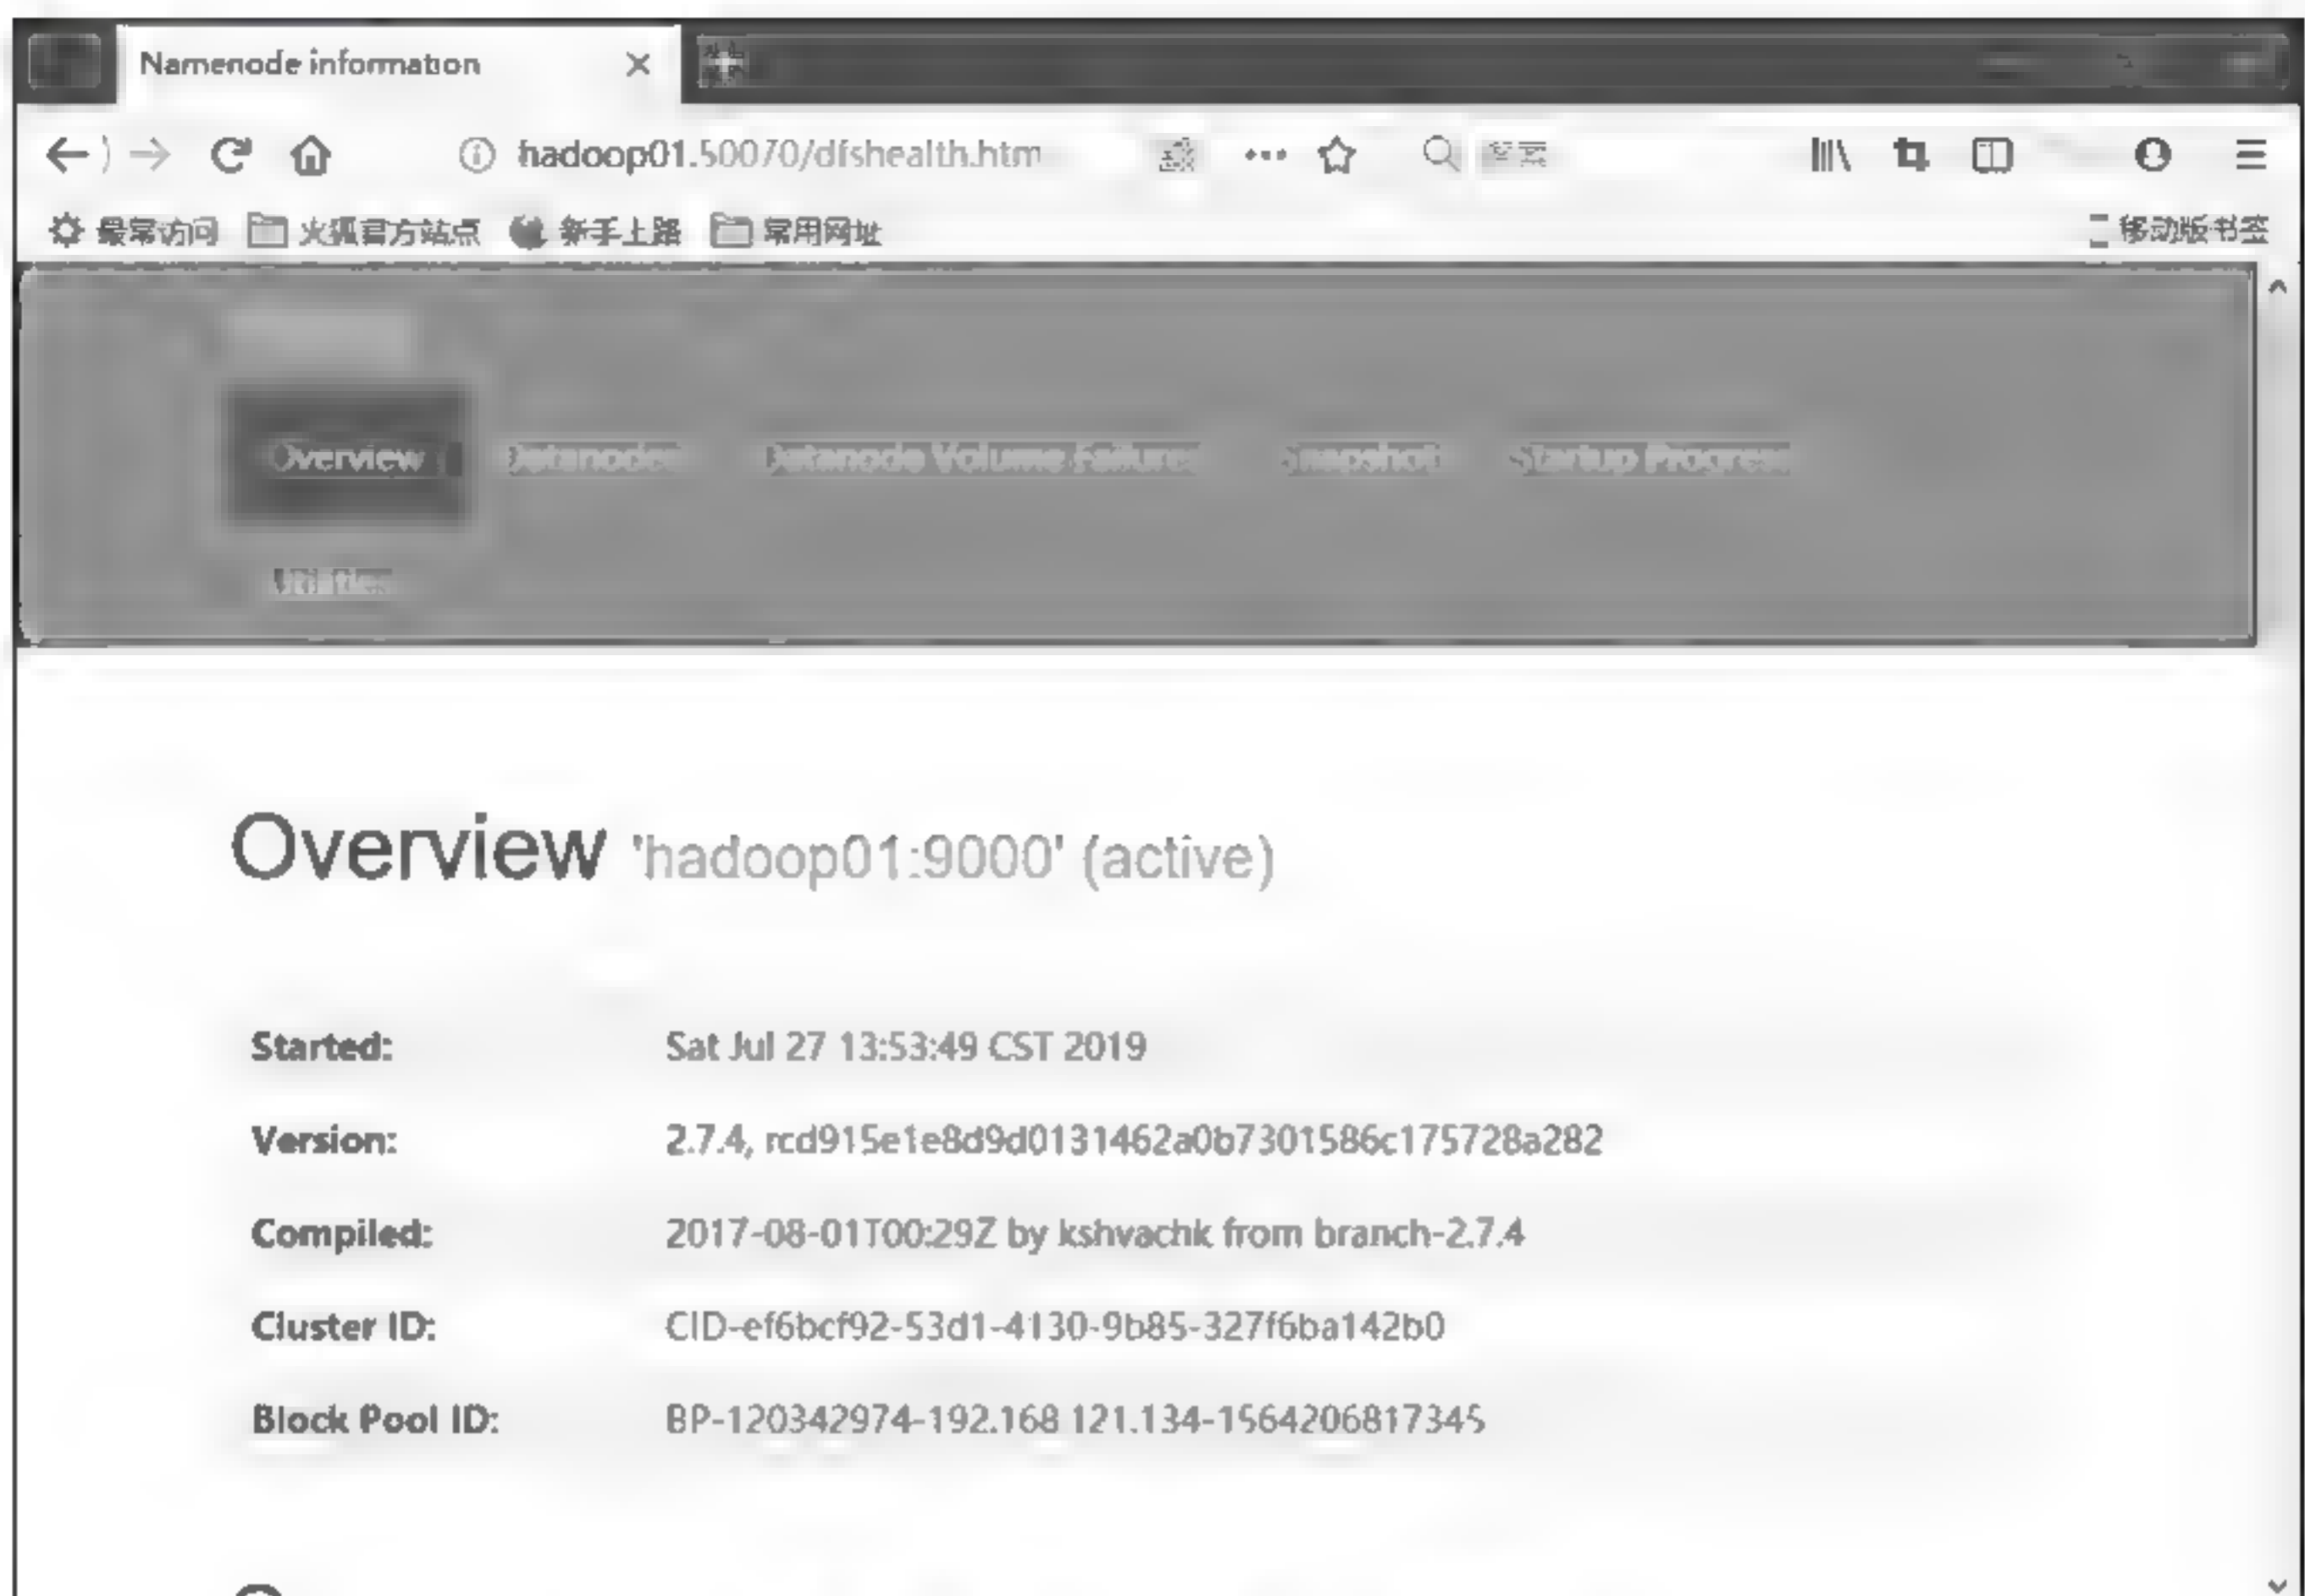 Namenode information
hadoop01:50070/dfshealth.htm
最常访问 火狐官方站点 新手上路 常用网址 移动版书签
Overview Datanodes Datanode Volume Failures Snapshot Startup Progress
Utilities
Overview 'hadoop01:9000' (active)
Started: Sat Jul 27 13:53:49 CST 2019
Version: 2.7.4, rcd915e1e8d9d0131462a0b7301586c175728a282
Compiled: 2017-08-01T00:29Z by kshvachk from branch-2.7.4
Cluster ID: CID-ef6bcf92-53d1-4130-9b85-327f6ba142b0
Block Pool ID: BP-120342974-192.168.121.134-1564206817345